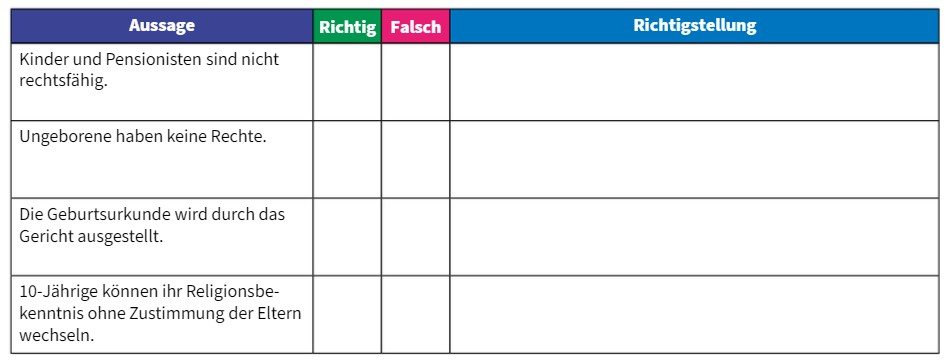 Aussage Richtig Falsch Richtigstellung
Kinder und Pensionisten sind nicht
rechtsfähig.
Ungeborene haben keine Rechte.
Die Geburtsurkunde wird durch das
Gericht ausgestellt.
10-Jährige können ihr Religionsbe-
kenntnis ohne Zustimmung der Eltern
wechseln.